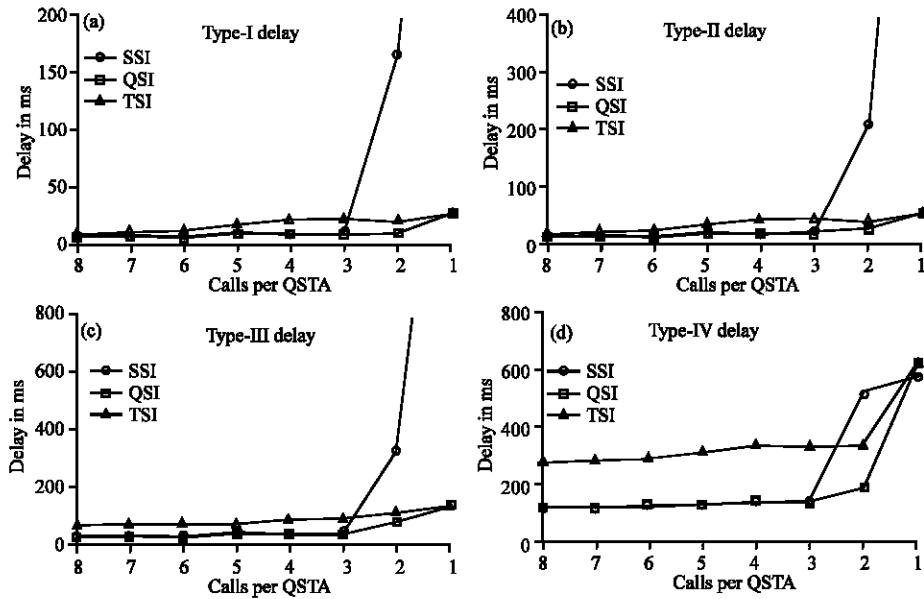 (a)
Type-I delay
SSI
QSI
TSI
Delay in ms
200
150
100
50
0
8 7 6 5 4 3 2 1
Calls per QSTA
(b)
Type-II delay
SSI
QSI
TSI
Delay in ms
400
300
200
100
0
8 7 6 5 4 3 2 1
Calls per QSTA
(c)
Type-III delay
SSI
QSI
TSI
Delay in ms
800
600
400
200
0
8 7 6 5 4 3 2 1
Calls per QSTA
(d)
Type-IV delay
SSI
QSI
TSI
Delay in ms
800
600
400
200
0
8 7 6 5 4 3 2 1
Calls per QSTA